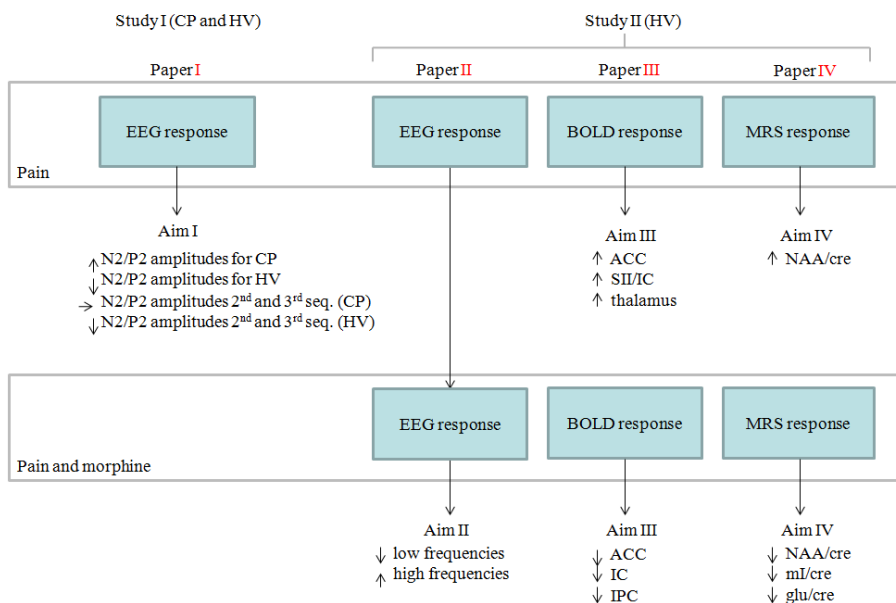 Study I (CP and HV)
Study II (HV)
Paper I
Paper II
Paper III
Paper IV
EEG response
EEG response
BOLD response
MRS response
Pain
Aim I
↑ N2/P2 amplitudes for CP
↓ N2/P2 amplitudes for HV
→ N2/P2 amplitudes 2nd and 3rd seq. (CP)
↓ N2/P2 amplitudes 2nd and 3rd seq. (HV)
Aim III
↑ ACC
↑ SII/IC
↑ thalamus
Aim IV
↑ NAA/cre
EEG response
BOLD response
MRS response
Pain and morphine
Aim II
↓ low frequencies
↑ high frequencies
Aim III
↓ ACC
↓ IC
↓ IPC
Aim IV
↓ NAA/cre
↓ mI/cre
↓ glu/cre